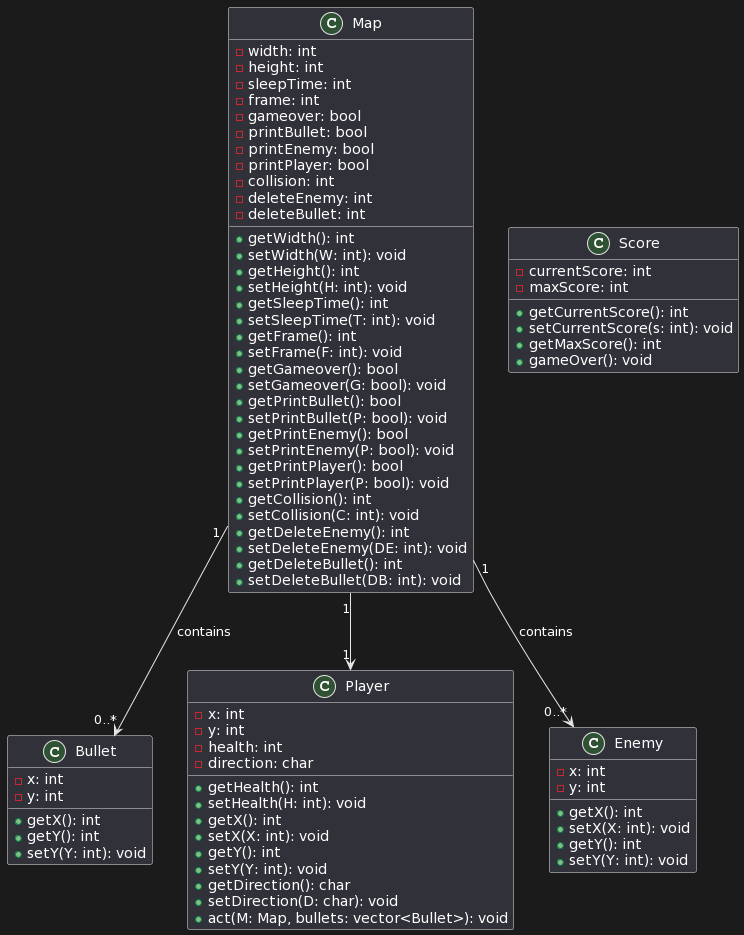 C Map
width: int
height: int
sleepTime: int
frame: int
gameover: bool
printBullet: bool
printEnemy: bool
printPlayer: bool
collision: int
deleteEnemy: int
deleteBullet: int
getWidth(): int
setWidth(W: int): void
getHeight(): int
setHeight(H: int): void
getSleepTime(): int
setSleepTime(T: int): void
getFrame(): int
setFrame(F: int): void
getGameover(): bool
setGameover(G: bool): void
getPrintBullet(): bool
setPrintBullet(P: bool): void
getPrintEnemy(): bool
setPrintEnemy(P: bool): void
getPrintPlayer(): bool
setPrintPlayer(P: bool): void
getCollision(): int
setCollision(C: int): void
getDeleteEnemy(): int
setDeleteEnemy(DE: int): void
getDeleteBullet(): int
setDeleteBullet(DB: int): void
C Score
currentScore: int
maxScore: int
getCurrentScore(): int
setCurrentScore(s: int): void
getMaxScore(): int
gameOver(): void
1
contains
0..*
1
1
1
contains
0..*
C Bullet
x: int
y: int
getX(): int
getY(): int
setY(Y: int): void
C Player
x: int
y: int
health: int
direction: char
getHealth(): int
setHealth(H: int): void
getX(): int
setX(X: int): void
getY(): int
setY(Y: int): void
getDirection(): char
setDirection(D: char): void
act(M: Map, bullets: vector<Bullet>): void
C Enemy
x: int
y: int
getX(): int
setX(X: int): void
getY(): int
setY(Y: int): void